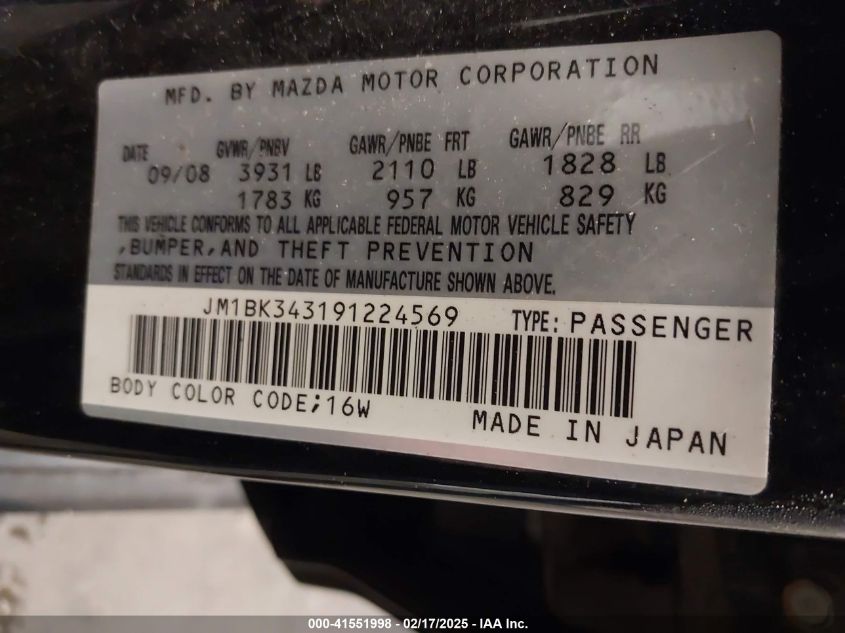 MFD. BY MAZDA MOTOR CORPORATION
DATE GVWR/PNBV GAWR/PNBE FRT GAWR/PNBE RR
09/08 3931 LB 2110 LB 1828 LB
1783 KG 957 KG 829 KG
THIS VEHICLE CONFORMS TO ALL APPLICABLE FEDERAL MOTOR VEHICLE SAFETY
,BUMPER,AND THEFT PREVENTION
STANDARDS IN EFFECT ON THE DATE OF MANUFACTURE SHOWN ABOVE.
JM1BK343191224569 TYPE: PASSENGER
BODY COLOR CODE;16W
MADE IN JAPAN
000-41551998 - 02/17/2025 - IAA Inc.